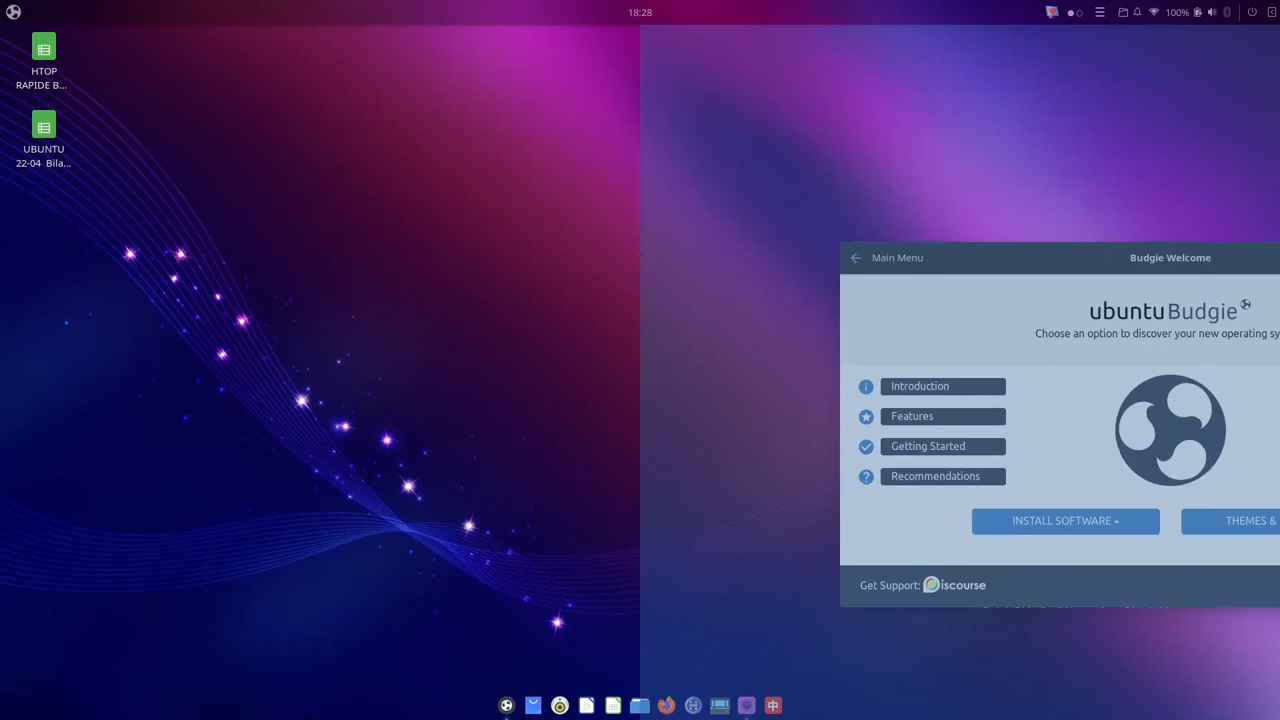 18:28
100%
HTOP
RAPIDE B...
UBUNTU
22-04 Bila...
Main Menu
Budgie Welcome
ubuntu Budgie
Choose an option to discover your new operating sy
Introduction
Features
Getting Started
Recommendations
INSTALL SOFTWARE
THEMES &
Get Support: iscourse
中